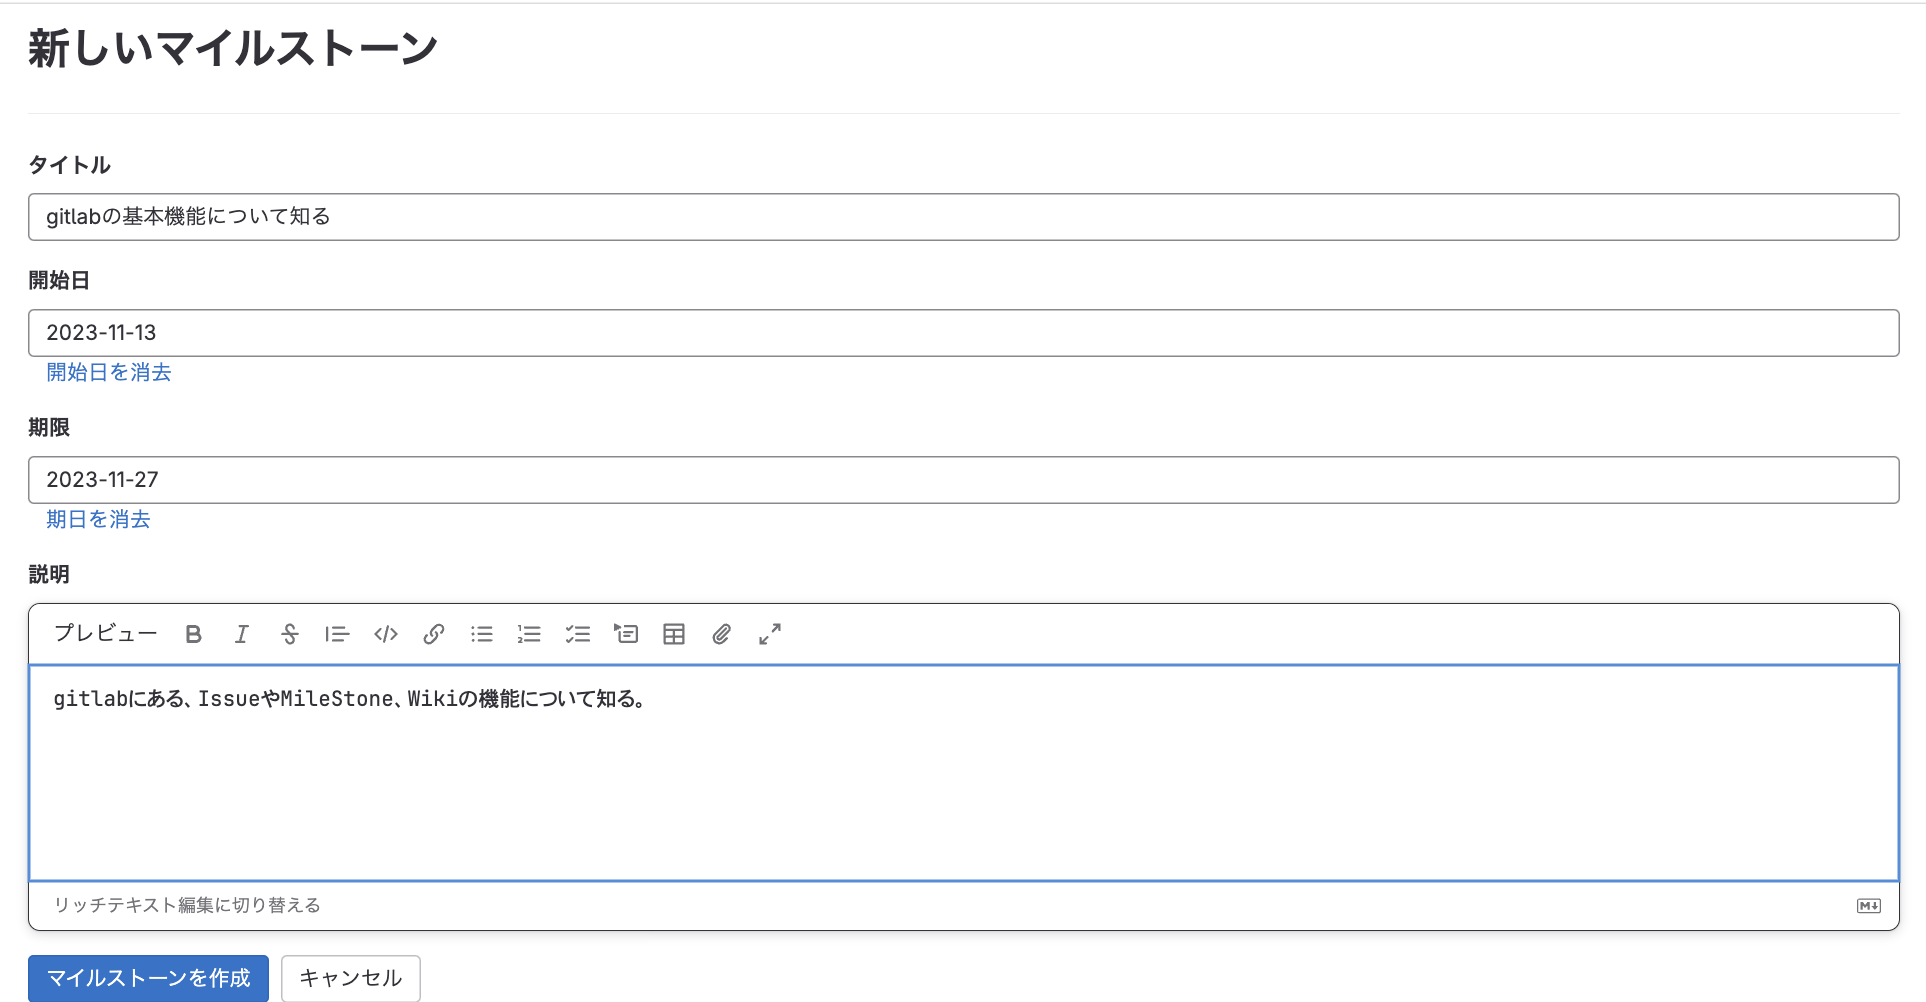 新しいマイルストーン
タイトル
gitlabの基本機能について知る
開始日
2023-11-13
開始日を消去
期限
2023-11-27
期日を消去
説明
プレビュー
gitlabにある、IssueやMileStone、Wikiの機能について知る。
リッチテキスト編集に切り替える
マイルストーンを作成 キャンセル